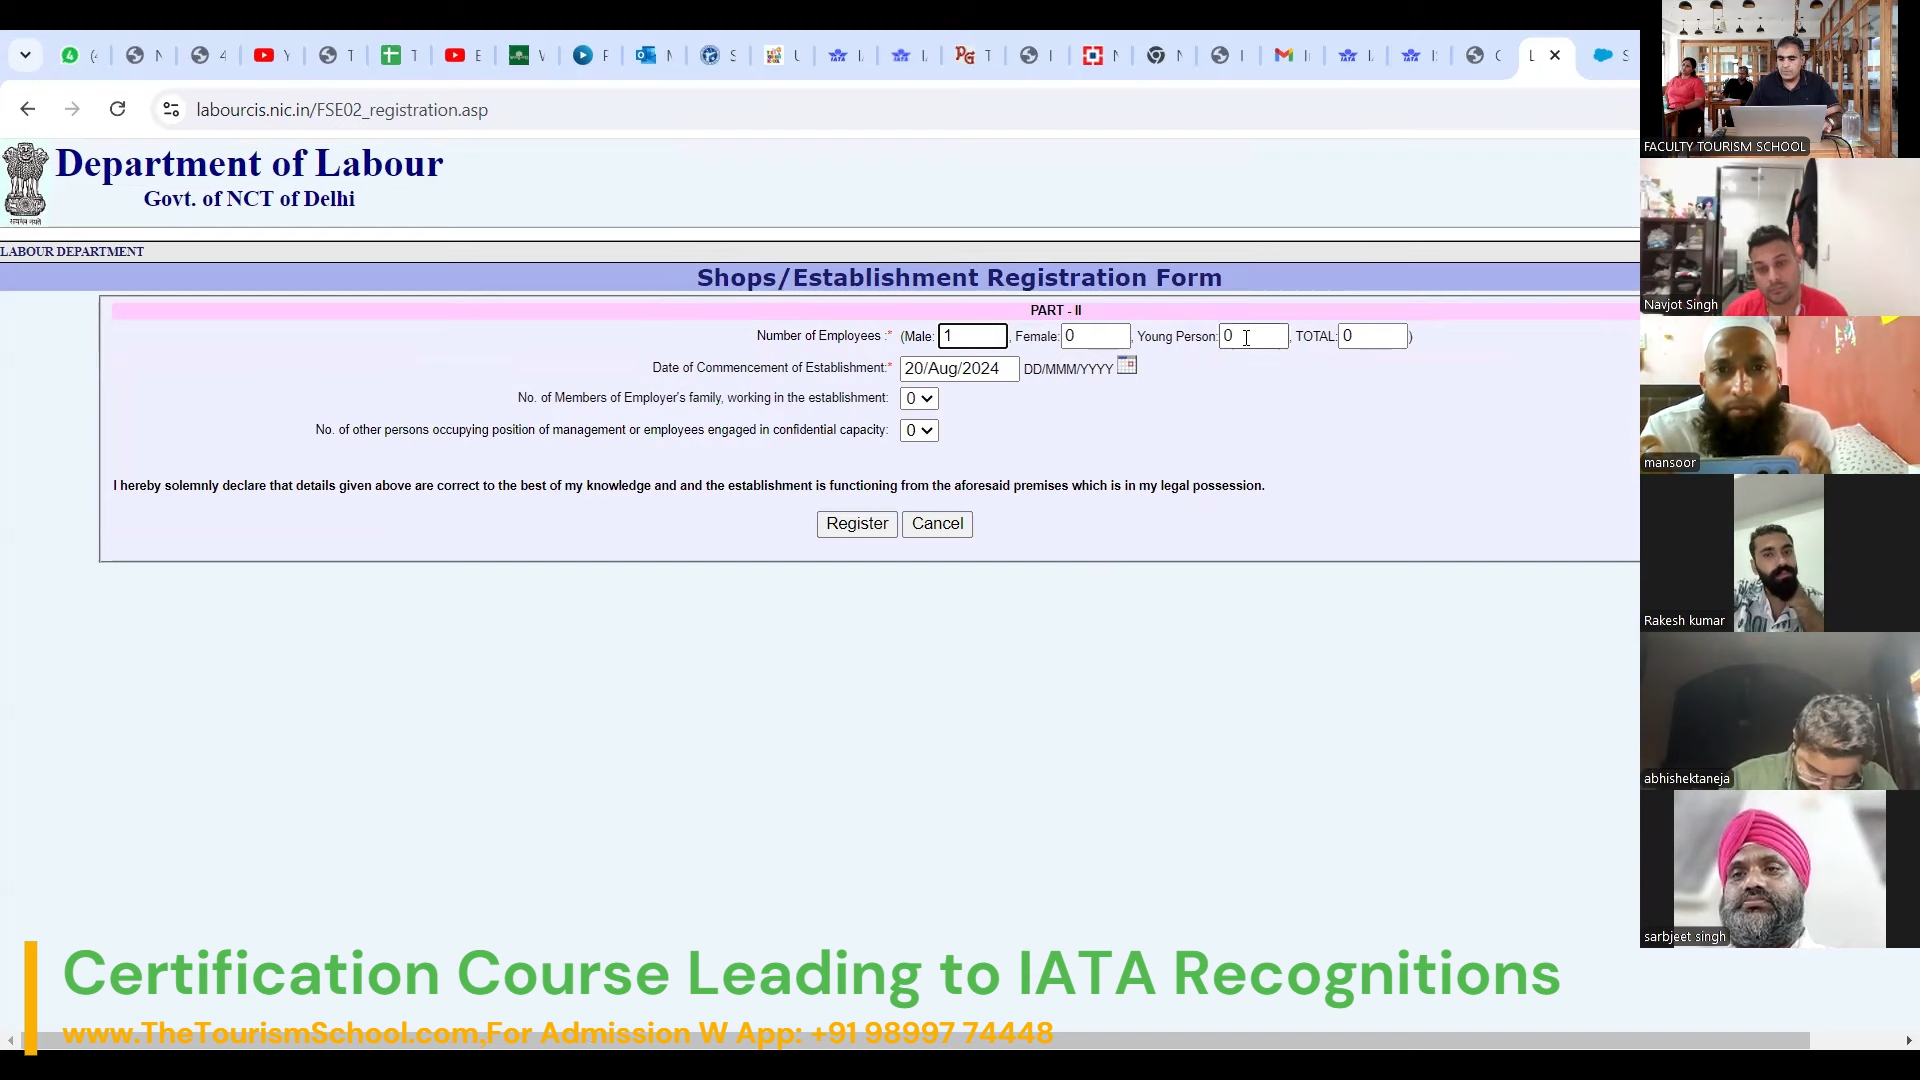 labourcis.nic.in/FSE02_registration.asp
Department of Labour
Govt. of NCT of Delhi
LABOUR DEPARTMENT
Shops/Establishment Registration Form
PART - II
Number of Employees :* (Male: 1 , Female: 0 , Young Person: 0 , TOTAL: 0 )
Date of Commencement of Establishment:* 20/Aug/2024 DD/MMM/YYYY
No. of Members of Employer's family, working in the establishment: 0
No. of other persons occupying position of management or employees engaged in confidential capacity: 0
I hereby solemnly declare that details given above are correct to the best of my knowledge and and the establishment is functioning from the aforesaid premises which is in my legal possession.
Register Cancel
FACULTY TOURISM SCHOOL
Navjot Singh
mansoor
Rakesh kumar
abhishektaneja
sarbjeet singh
Certification Course Leading to IATA Recognitions
www.TheTourismSchool.com,For Admission W App: +91 98997 74448